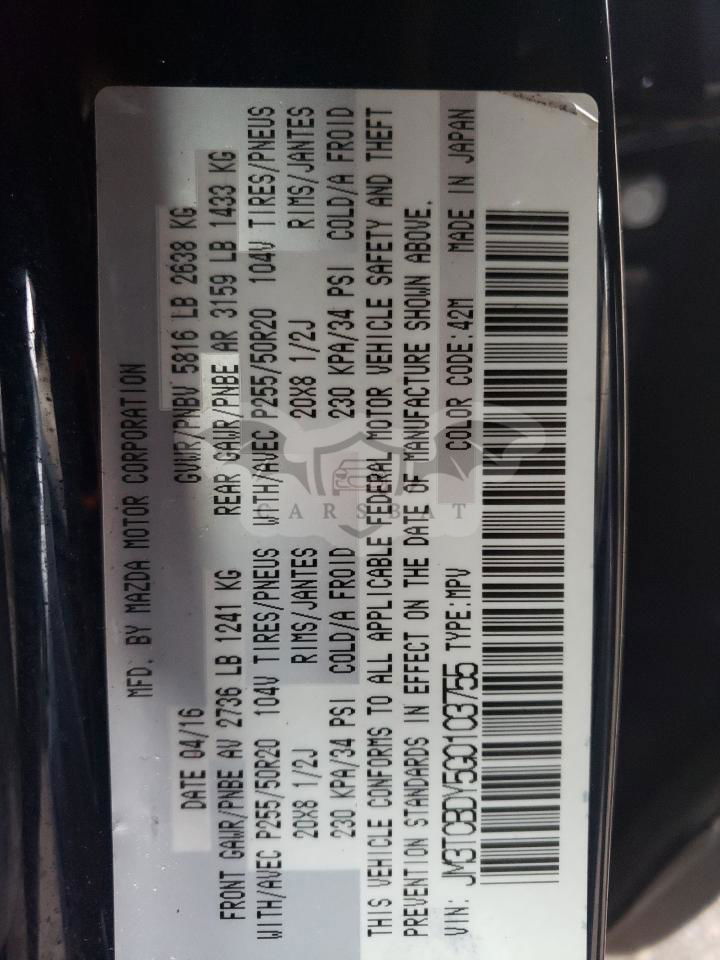 MFD. BY MAZDA MOTOR CORPORATION
DATE 04/16 GVWR/PNBV 5816 LB 2638 KG
FRONT GAWR/PNBE AV 2736 LB 1241 KG REAR GAWR/PNBE AR 3159 LB 1433 KG
WITH/AVEC P255/50R20 104V TIRES/PNEUS WITH/AVEC P255/50R20 104V TIRES/PNEUS
20X8 1/2J RIMS/JANTES 20X8 1/2J RIMS/JANTES
230 KPA/34 PSI COLD/A FROID 230 KPA/34 PSI COLD/A FROID
THIS VEHICLE CONFORMS TO ALL APPLICABLE FEDERAL MOTOR VEHICLE SAFETY AND THEFT
PREVENTION STANDARDS IN EFFECT ON THE DATE OF MANUFACTURE SHOWN ABOVE.
VIN: JM3TCBDY5G0103755 TYPE:MPV COLOR CODE:42M MADE IN JAPAN
CARSBAT